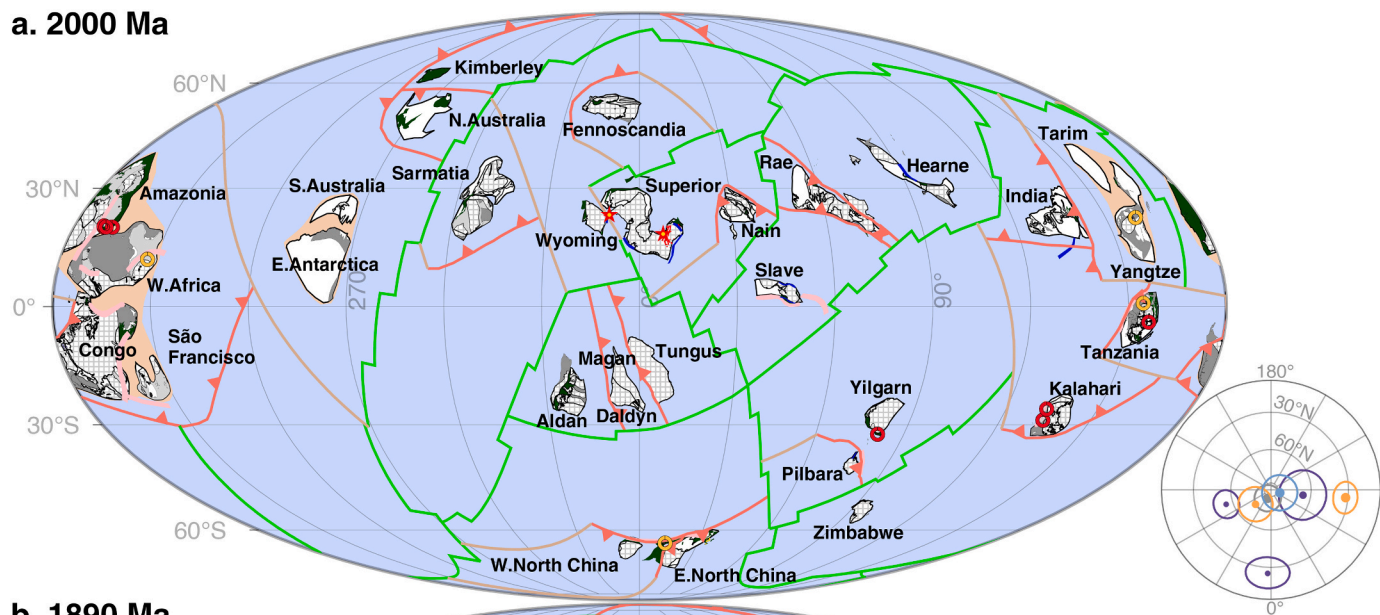 a. 2000 Ma
60°N
Kimberley
N.Australia
Fennoscandia
Tarim
Sarmatia
Rae
Hearne
30°N
Amazonia
S.Australia
Superior
India
Wyoming
Nain
E.Antarctica
W.Africa
Slave
Yangtze
0°
270
0°
90°
Congo
São
Francisco
Magan
Tungus
Tanzania
Aldan
Daldyn
Yilgarn
Kalahari
30°S
180°
30°N
60°N
Pilbara
60°S
Zimbabwe
W.North China
E.North China
0°
b. 1890 Ma